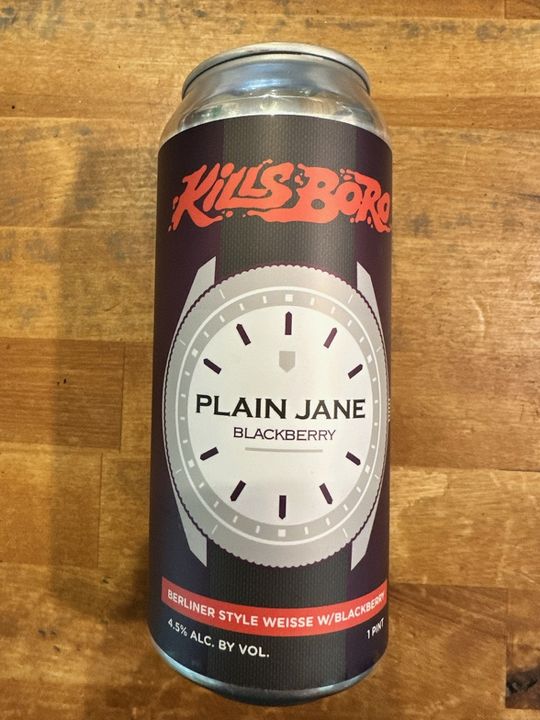 KILLS BORO
PLAIN JANE
BLACKBERRY
BERLINER STYLE WEISSE W/BLACKBERRY
4.5% ALC. BY VOL.
1 PINT